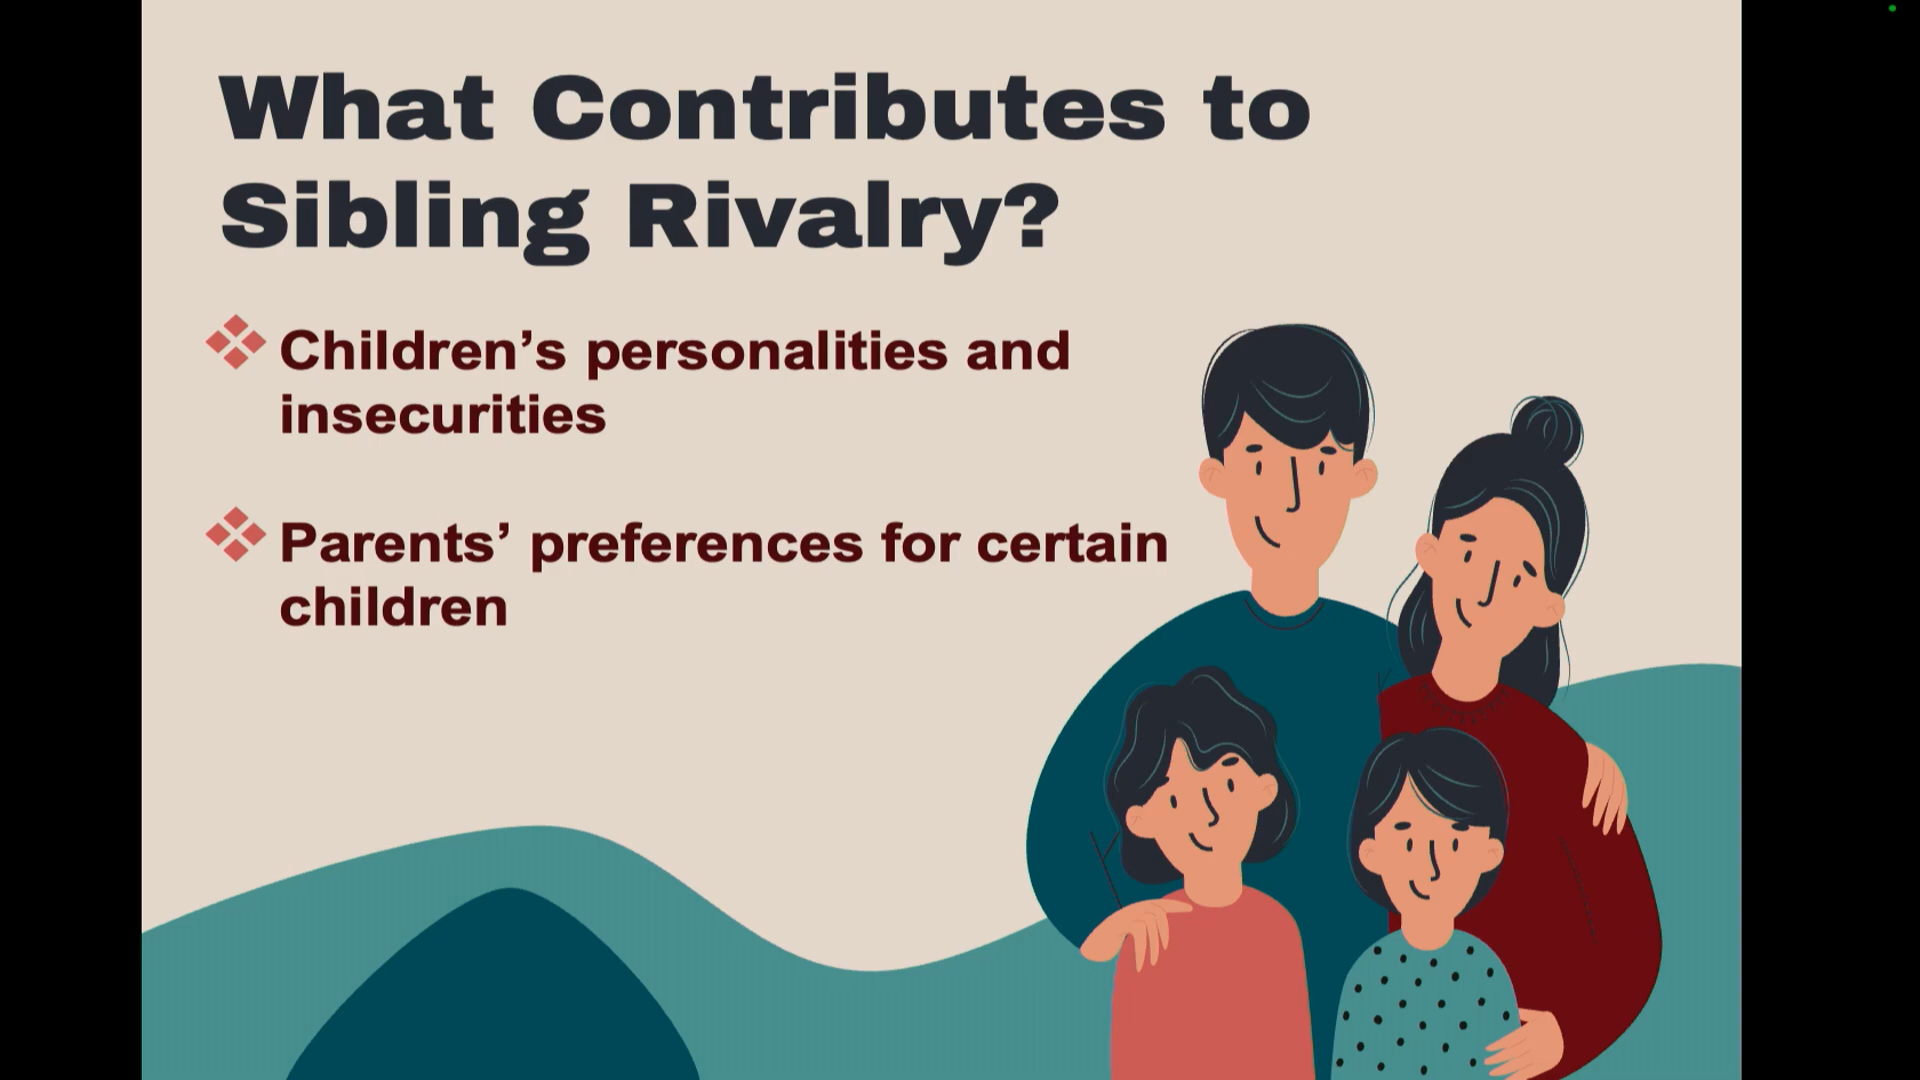 What Contributes to
Sibling Rivalry?
Children’s personalities and
insecurities
Parents’ preferences for certain
children